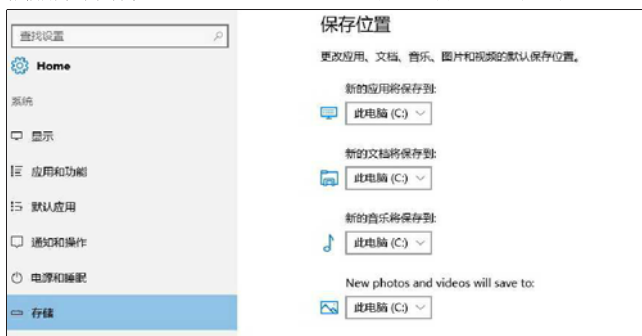 查找设置
Home
系统
显示
应用和功能
默认应用
通知和操作
电源和睡眠
存储
保存位置
更改应用、文档、音乐、图片和视频的默认保存位置。
新的应用将保存到:
此电脑 (C:)
新的文档将保存到:
此电脑 (C:)
新的音乐将保存到:
此电脑 (C:)
New photos and videos will save to:
此电脑 (C:)